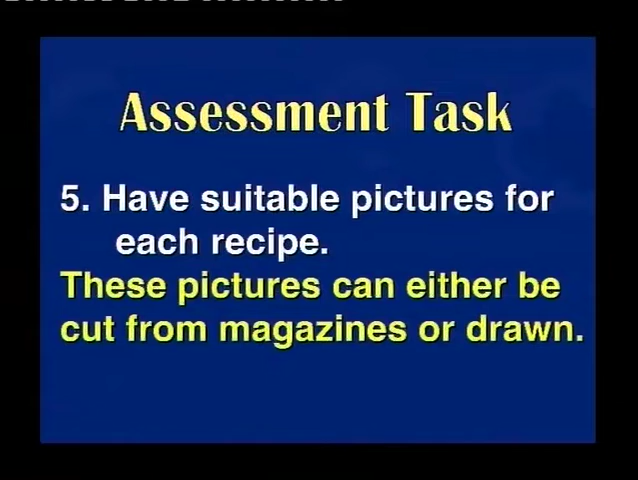 Assessment Task
5. Have suitable pictures for
each recipe.
These pictures can either be
cut from magazines or drawn.